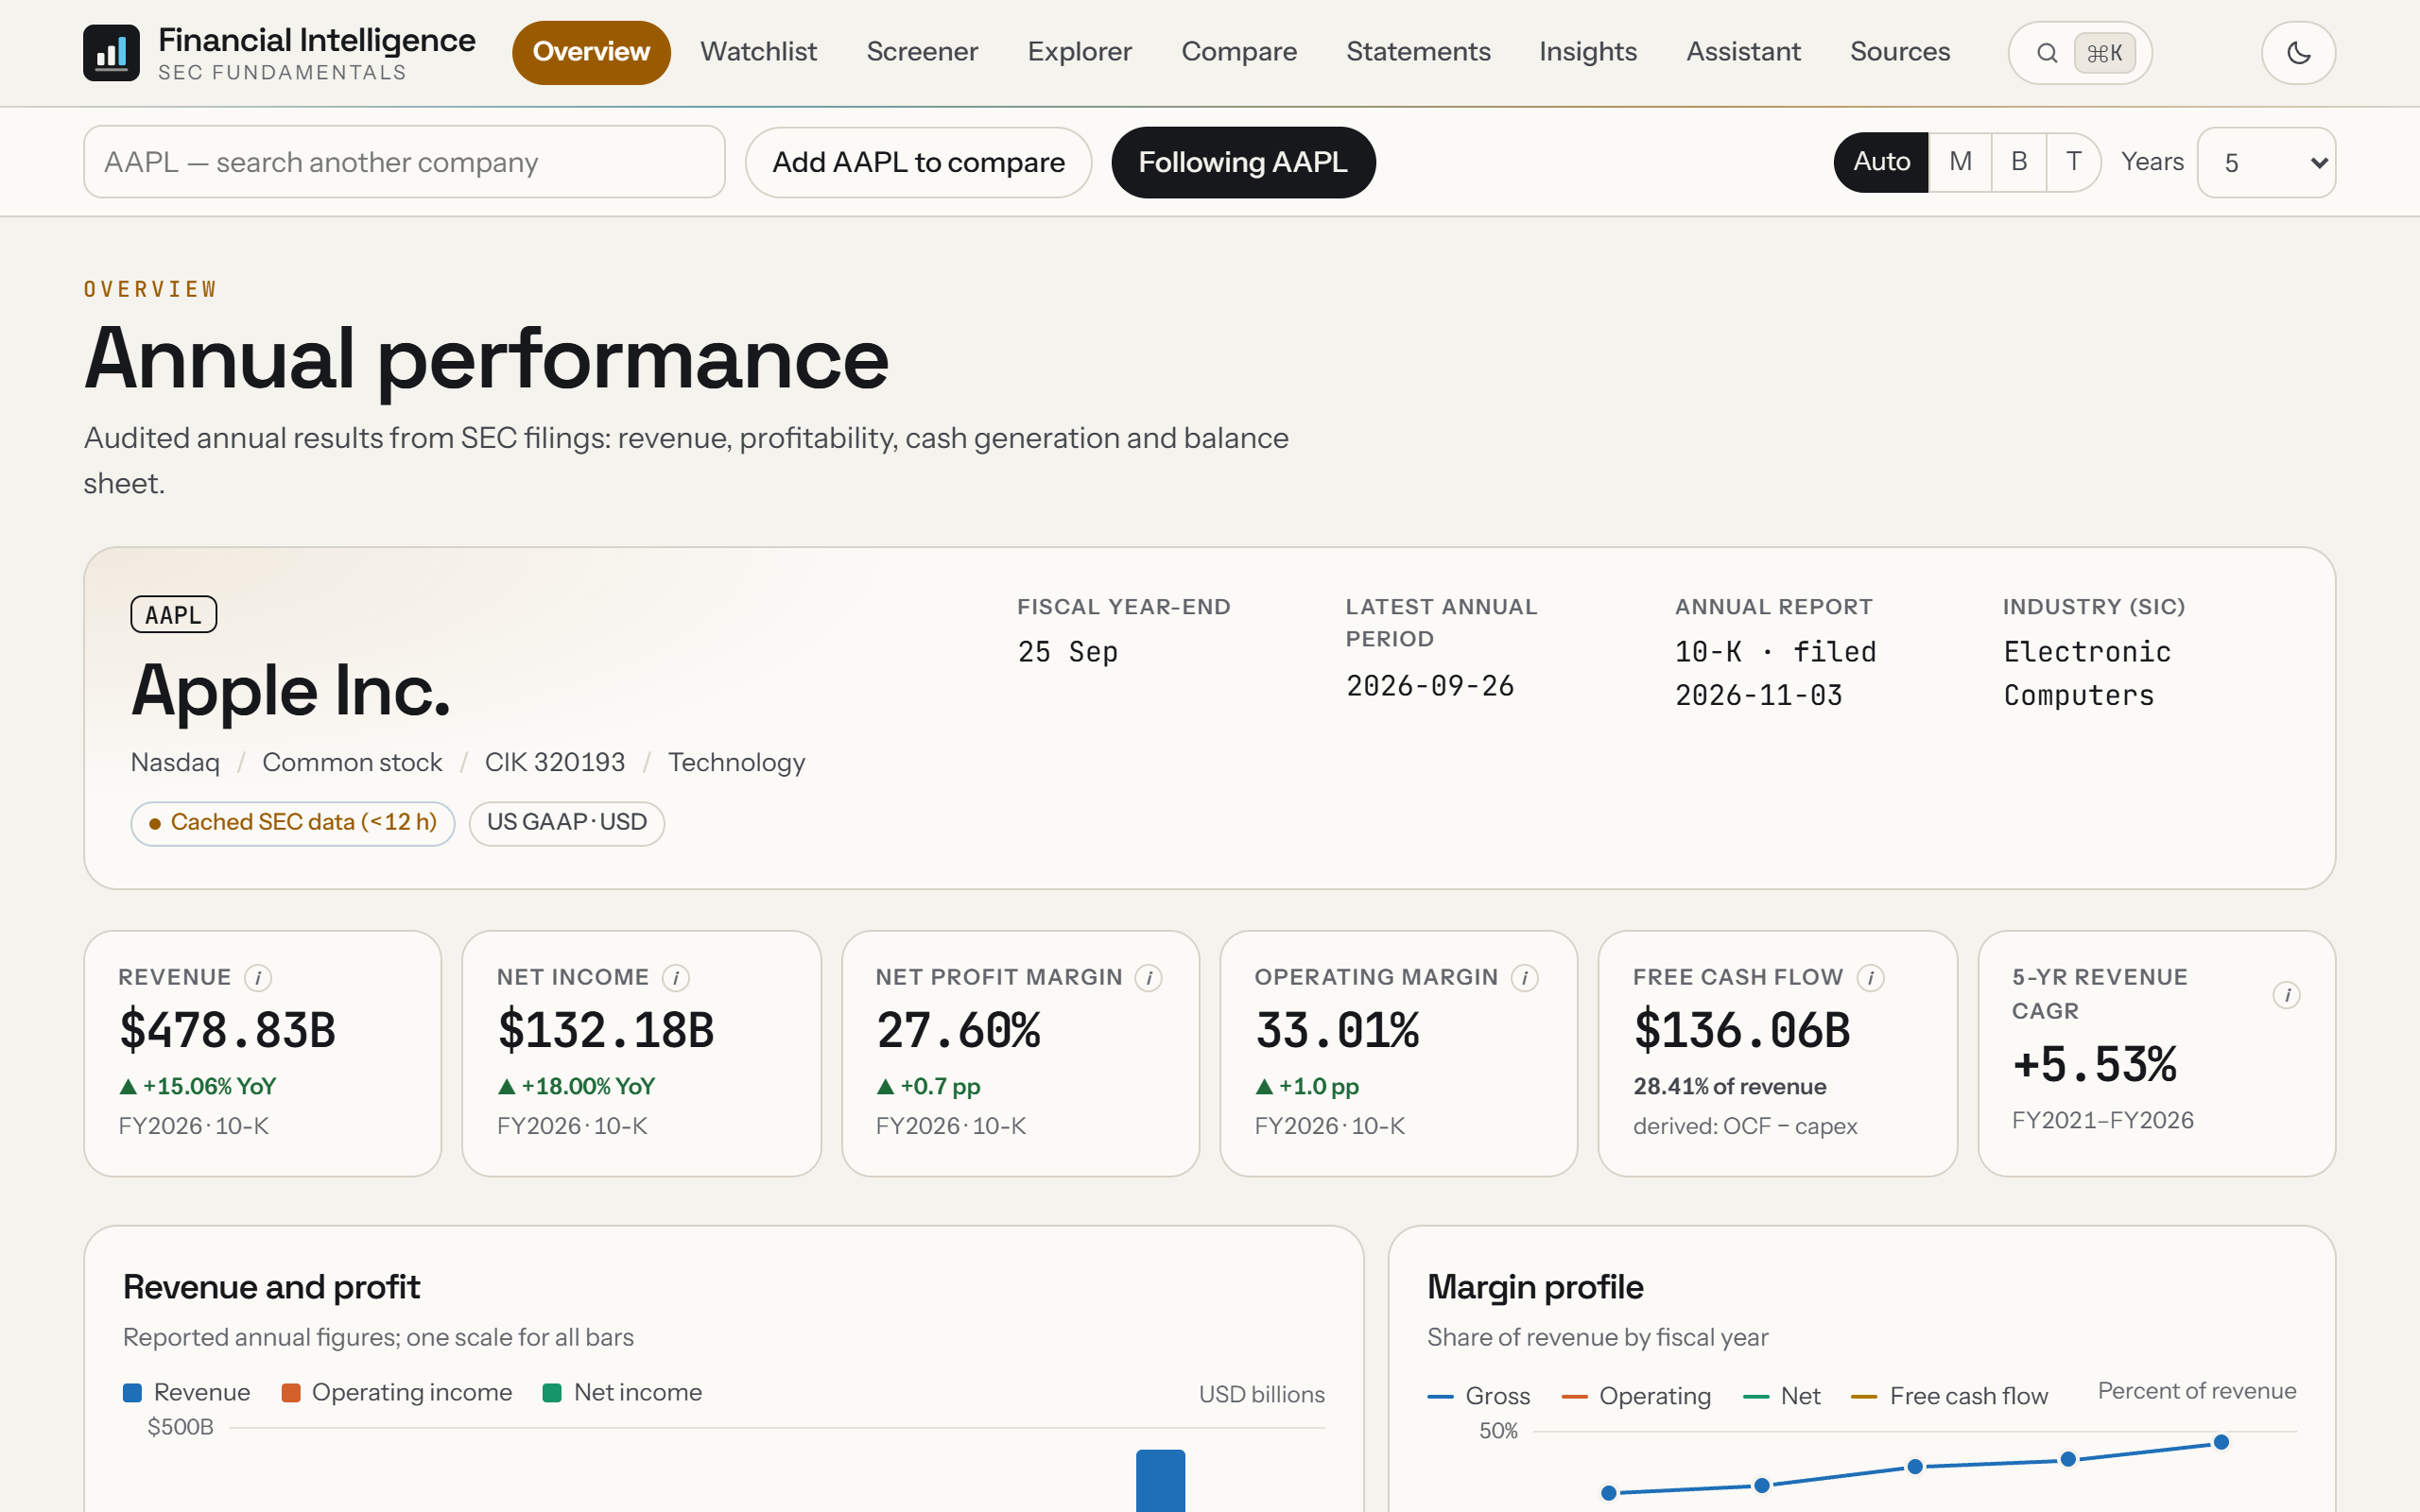 Financial Intelligence
SEC FUNDAMENTALS
Overview
Watchlist
Screener
Explorer
Compare
Statements
Insights
Assistant
Sources
⌘K
AAPL — search another company
Add AAPL to compare
Following AAPL
Auto
M
B
T
Years
5
OVERVIEW
Annual performance
Audited annual results from SEC filings: revenue, profitability, cash generation and balance
sheet.
AAPL
Apple Inc.
Nasdaq / Common stock / CIK 320193 / Technology
Cached SEC data (<12 h)
US GAAP · USD
FISCAL YEAR-END
25 Sep
LATEST ANNUAL
PERIOD
2026-09-26
ANNUAL REPORT
10-K · filed
2026-11-03
INDUSTRY (SIC)
Electronic
Computers
REVENUE i
$478.83B
▲ +15.06% YoY
FY2026 · 10-K
NET INCOME i
$132.18B
▲ +18.00% YoY
FY2026 · 10-K
NET PROFIT MARGIN i
27.60%
▲ +0.7 pp
FY2026 · 10-K
OPERATING MARGIN i
33.01%
▲ +1.0 pp
FY2026 · 10-K
FREE CASH FLOW i
$136.06B
28.41% of revenue
derived: OCF − capex
5-YR REVENUE
CAGR i
+5.53%
FY2021–FY2026
Revenue and profit
Reported annual figures; one scale for all bars
Revenue
Operating income
Net income
USD billions
$500B
Margin profile
Share of revenue by fiscal year
Gross
Operating
Net
Free cash flow
Percent of revenue
50%